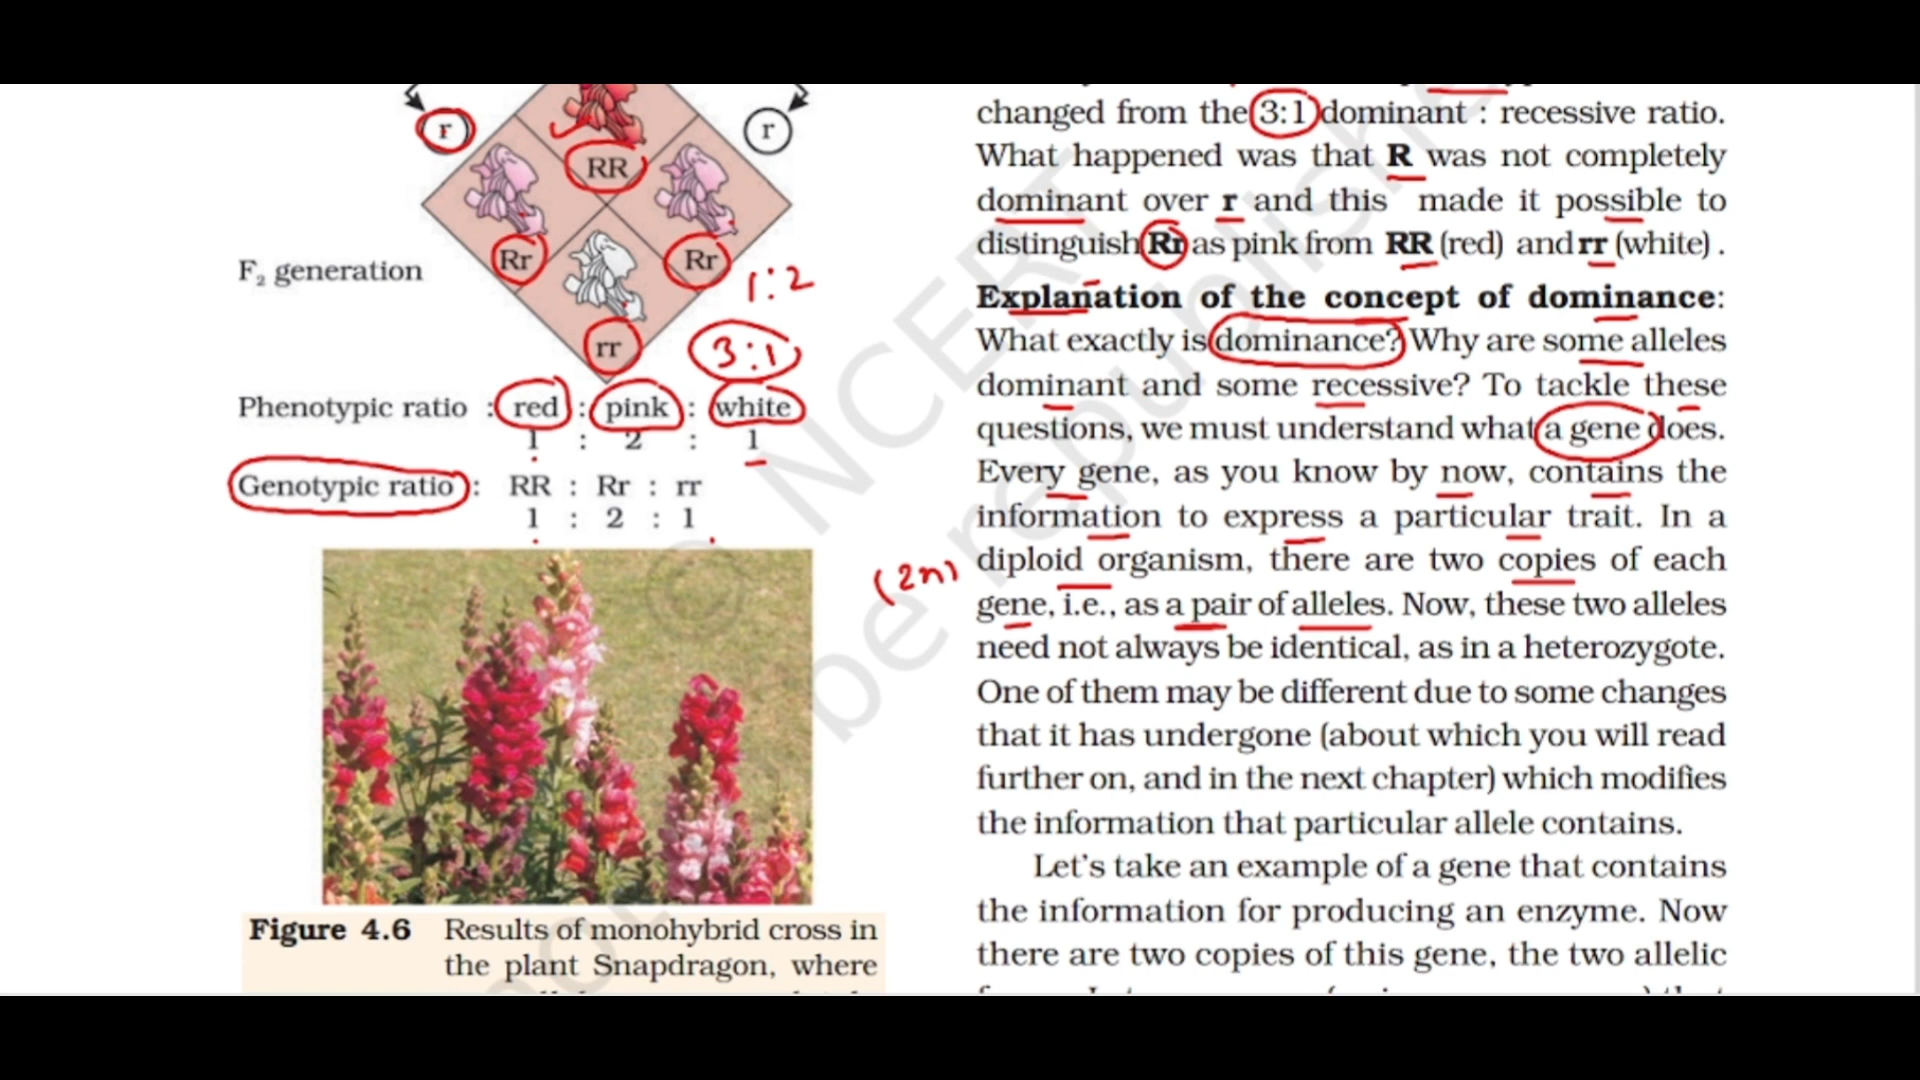 r
r
RR
Rr
Rr
F₂ generation
1:2
rr
3:1
Phenotypic ratio : red : pink : white
1 : 2 : 1
Genotypic ratio : RR : Rr : rr
1 : 2 : 1
Figure 4.6 Results of monohybrid cross in
the plant Snapdragon, where
changed from the 3:1 dominant : recessive ratio.
What happened was that R was not completely
dominant over r and this made it possible to
distinguish Rr as pink from RR (red) and rr (white) .
Explanation of the concept of dominance:
What exactly is dominance? Why are some alleles
dominant and some recessive? To tackle these
questions, we must understand what a gene does.
Every gene, as you know by now, contains the
information to express a particular trait. In a
(2n) diploid organism, there are two copies of each
gene, i.e., as a pair of alleles. Now, these two alleles
need not always be identical, as in a heterozygote.
One of them may be different due to some changes
that it has undergone (about which you will read
further on, and in the next chapter) which modifies
the information that particular allele contains.
Let's take an example of a gene that contains
the information for producing an enzyme. Now
there are two copies of this gene, the two allelic
© NCERT
be republished